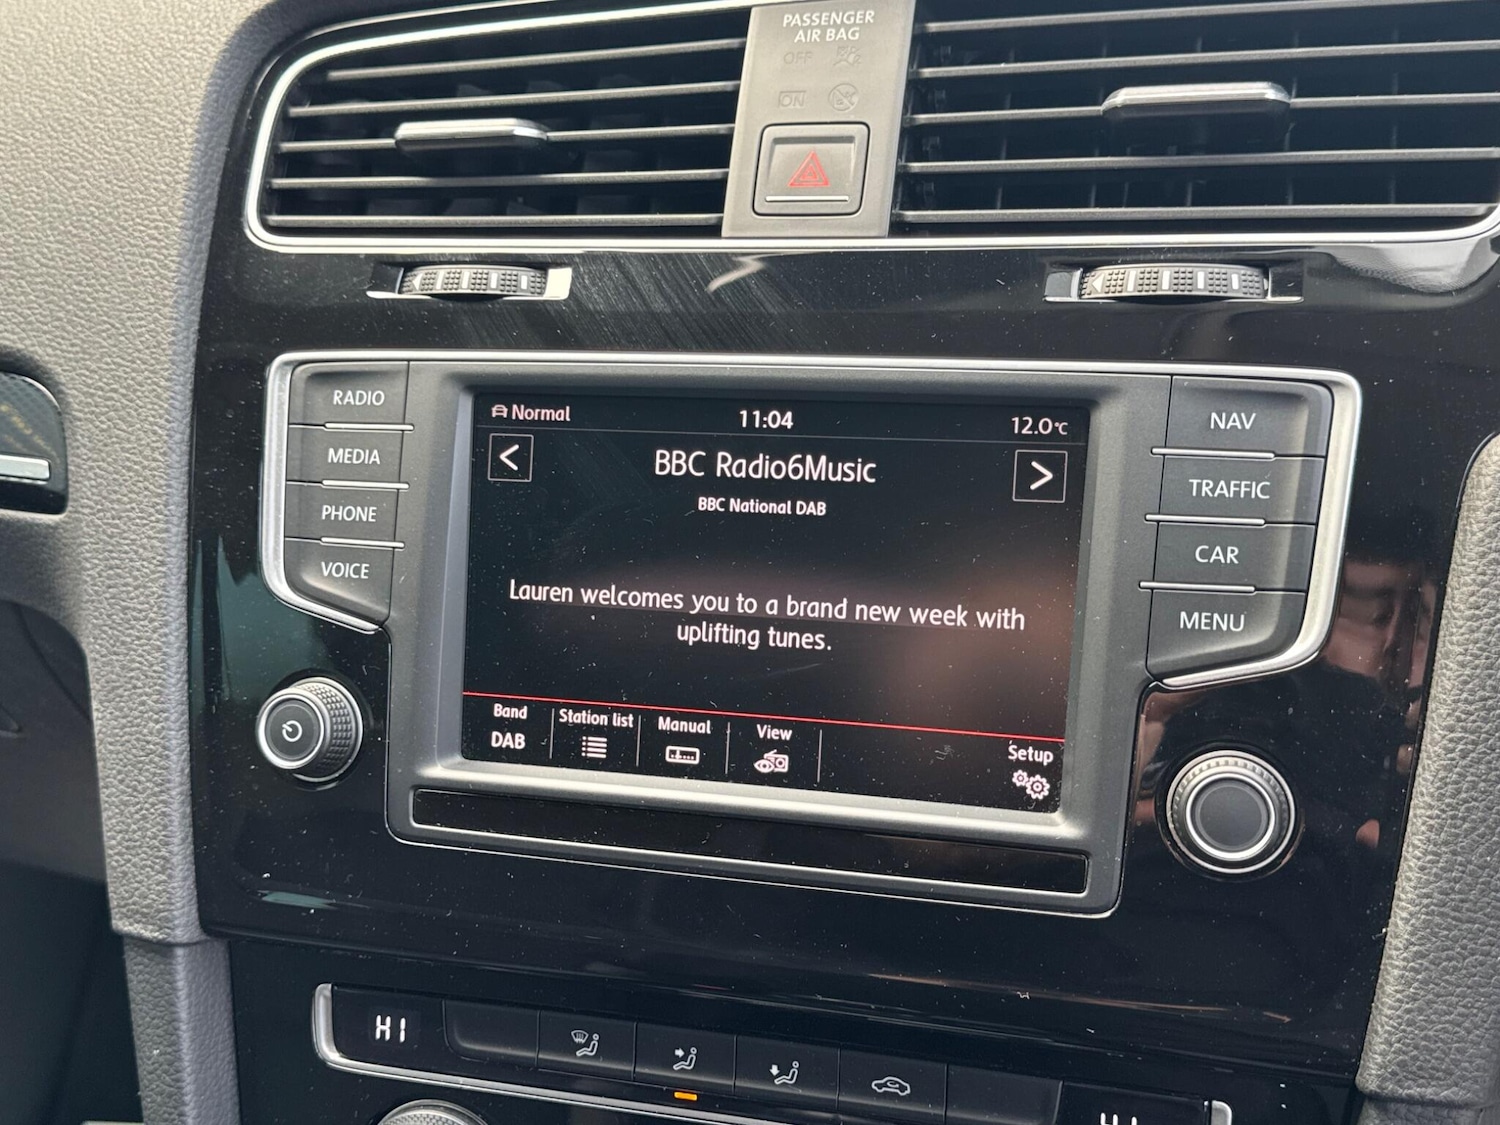 PASSENGER
AIR BAG
OFF
ON
RADIO
MEDIA
PHONE
VOICE
Normal
11:04
12.0°C
<
BBC Radio6Music
>
BBC National DAB
Lauren welcomes you to a brand new week with
uplifting tunes.
Band
DAB
Station list
Manual
View
Setup
NAV
TRAFFIC
CAR
MENU
HI